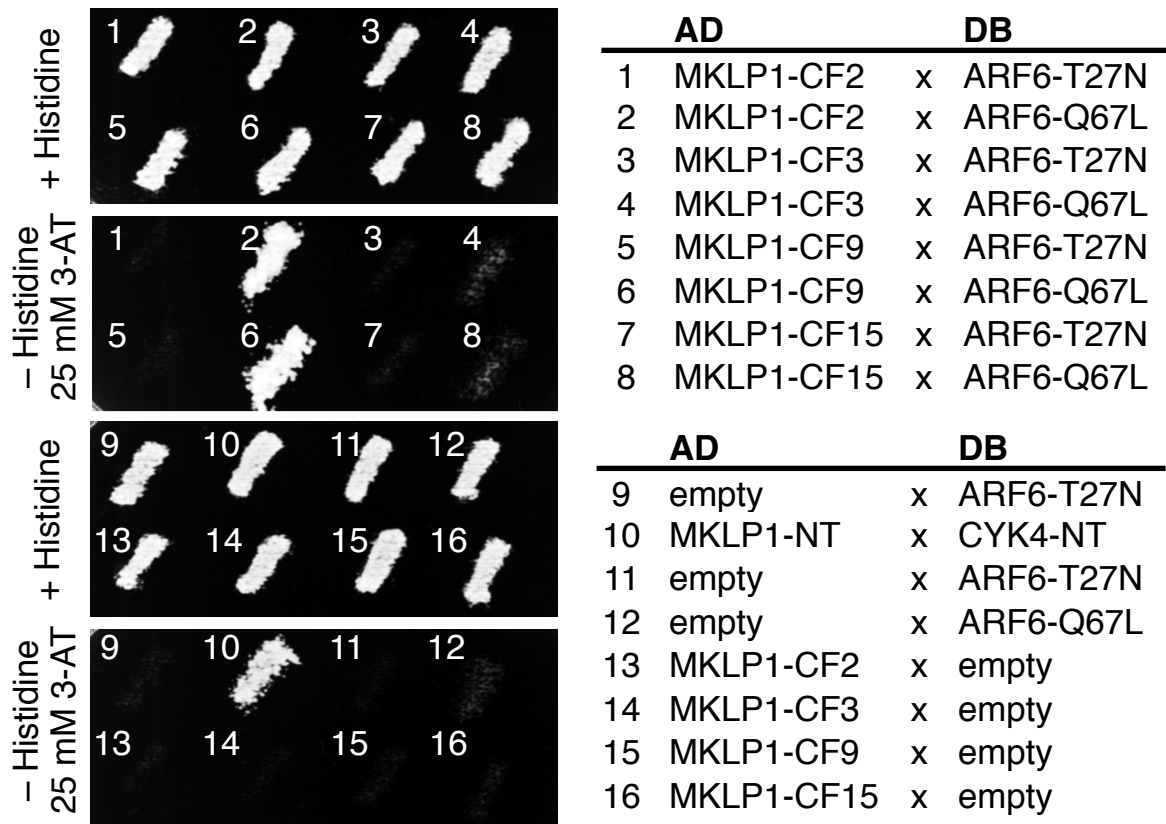 + Histidine
1 2 3 4
5 6 7 8
– Histidine
25 mM 3-AT
1 2 3 4
5 6 7 8
+ Histidine
9 10 11 12
13 14 15 16
– Histidine
25 mM 3-AT
9 10 11 12
13 14 15 16
AD DB
1 MKLP1-CF2 x ARF6-T27N
2 MKLP1-CF2 x ARF6-Q67L
3 MKLP1-CF3 x ARF6-T27N
4 MKLP1-CF3 x ARF6-Q67L
5 MKLP1-CF9 x ARF6-T27N
6 MKLP1-CF9 x ARF6-Q67L
7 MKLP1-CF15 x ARF6-T27N
8 MKLP1-CF15 x ARF6-Q67L
AD DB
9 empty x ARF6-T27N
10 MKLP1-NT x CYK4-NT
11 empty x ARF6-T27N
12 empty x ARF6-Q67L
13 MKLP1-CF2 x empty
14 MKLP1-CF3 x empty
15 MKLP1-CF9 x empty
16 MKLP1-CF15 x empty